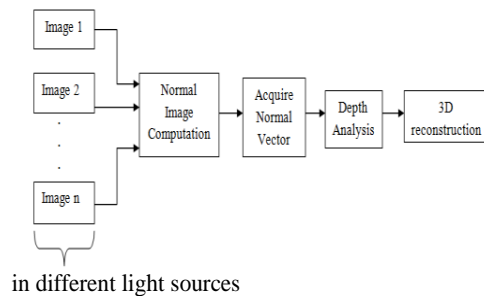 Image 1
Image 2
.
.
.
Image n
Normal
Image
Computation
Acquire
Normal
Vector
Depth
Analysis
3D
reconstruction
in different light sources